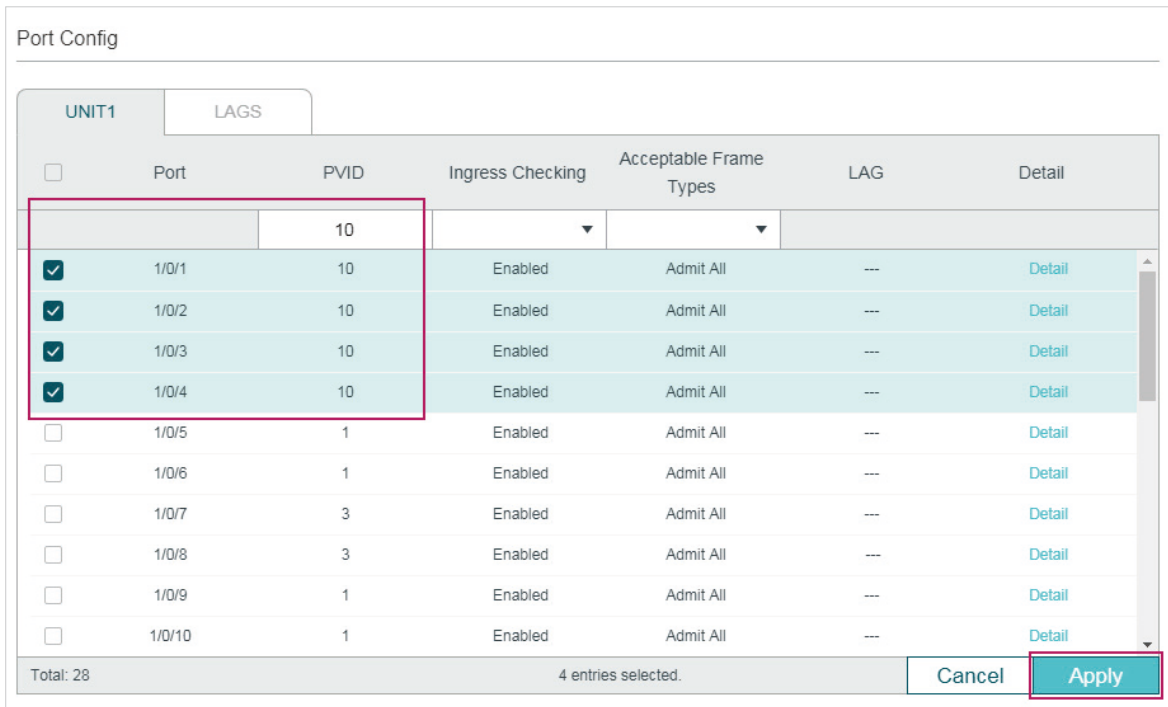 Port Config
UNIT1 LAGS
Port PVID Ingress Checking Acceptable Frame Types LAG Detail
10
1/0/1 10 Enabled Admit All --- Detail
1/0/2 10 Enabled Admit All --- Detail
1/0/3 10 Enabled Admit All --- Detail
1/0/4 10 Enabled Admit All --- Detail
1/0/5 1 Enabled Admit All --- Detail
1/0/6 1 Enabled Admit All --- Detail
1/0/7 3 Enabled Admit All --- Detail
1/0/8 3 Enabled Admit All --- Detail
1/0/9 1 Enabled Admit All --- Detail
1/0/10 1 Enabled Admit All --- Detail
Total: 28 4 entries selected. Cancel Apply